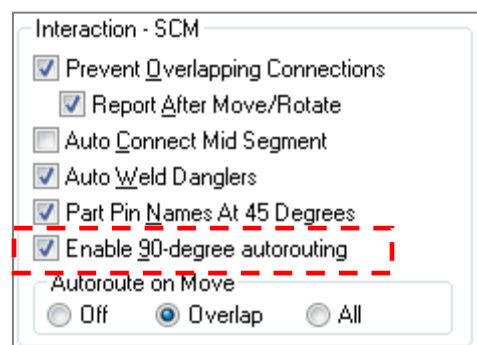 Interaction - SCM
Prevent Overlapping Connections
Report After Move/Rotate
Auto Connect Mid Segment
Auto Weld Danglers
Part Pin Names At 45 Degrees
Enable 90-degree autorouting
Autoroute on Move
Off Overlap All